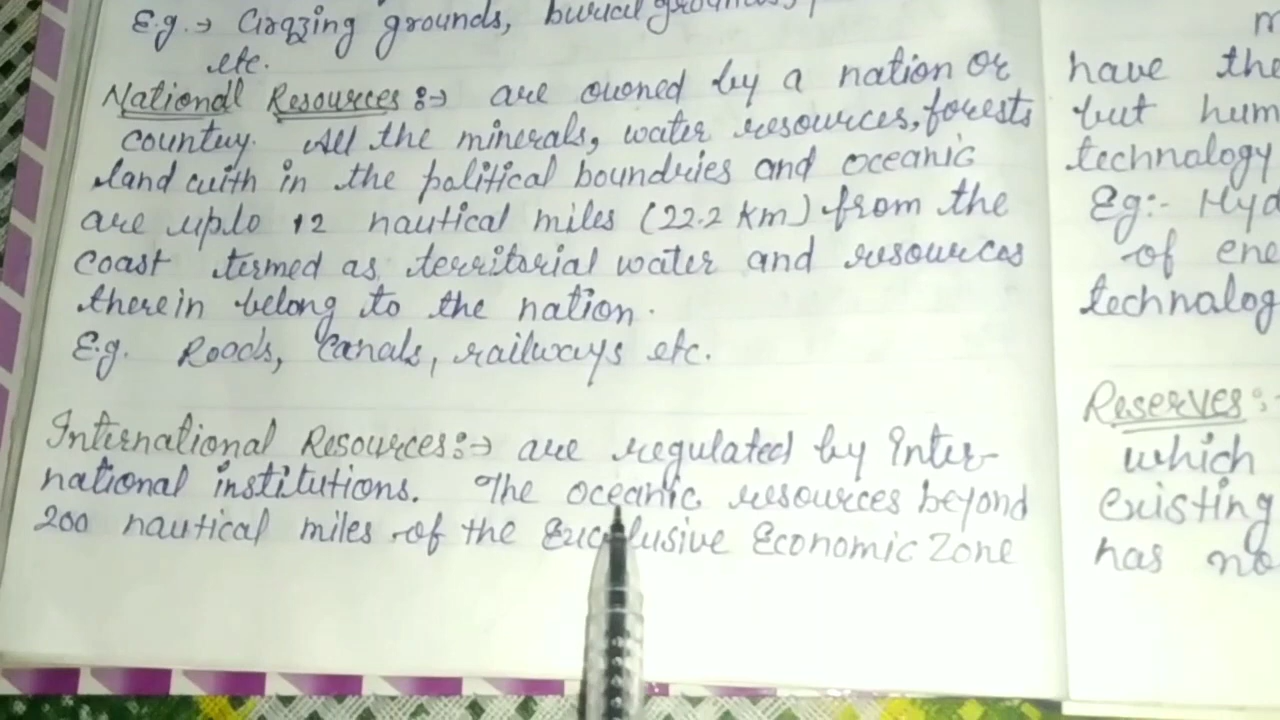 E.g. → Grazing grounds, burial grounds,
etc.
National Resources :→ are owned by a nation or
country. All the minerals, water resources, forests
land with in the political boundries and oceanic
are upto 12 nautical miles (22.2 km) from the
coast termed as territorial water and resources
therein belong to the nation.
E.g. Roads, Canals, railways etc.
International Resources :→ are regulated by Inter-
national institutions. The oceanic resources beyond
200 nautical miles of the Exclusive Economic Zone
have the
but hum
technology
Eg:- Hyd
of ene
technolog
Reserves :-
which
existing
has no